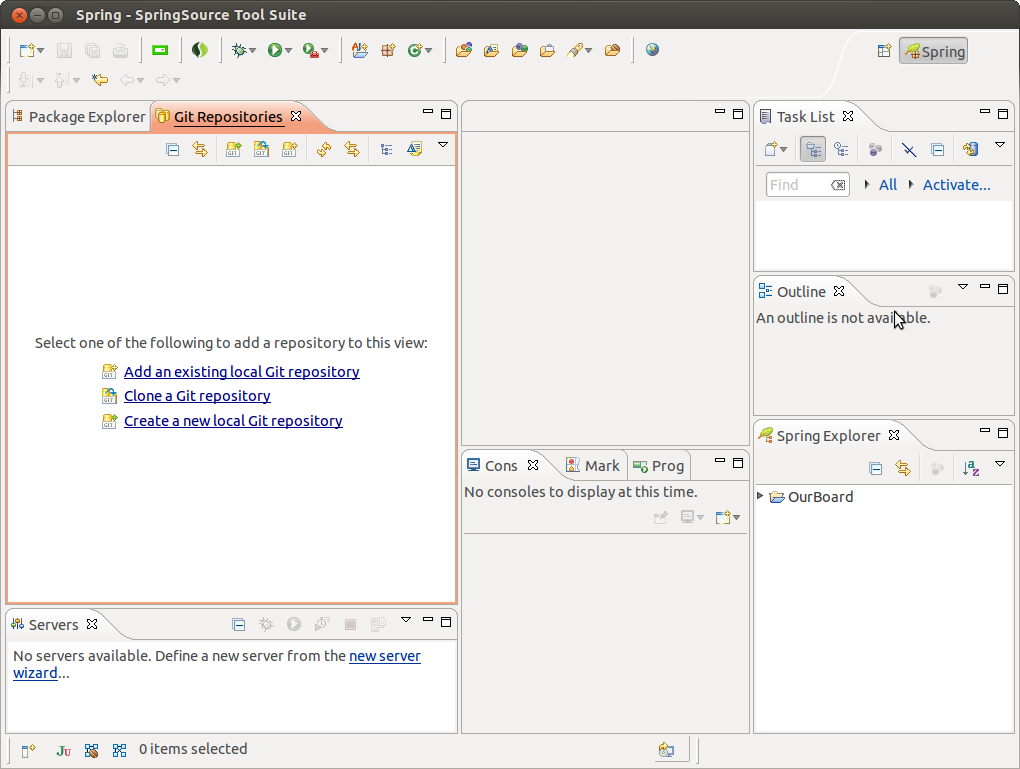 Spring - SpringSource Tool Suite
Spring
Package Explorer
Git Repositories
Select one of the following to add a repository to this view:
Add an existing local Git repository
Clone a Git repository
Create a new local Git repository
Servers
No servers available. Define a new server from the new server
wizard...
Cons
Mark
Prog
No consoles to display at this time.
Task List
Find
All
Activate...
Outline
An outline is not available.
Spring Explorer
OurBoard
Ju
0 items selected